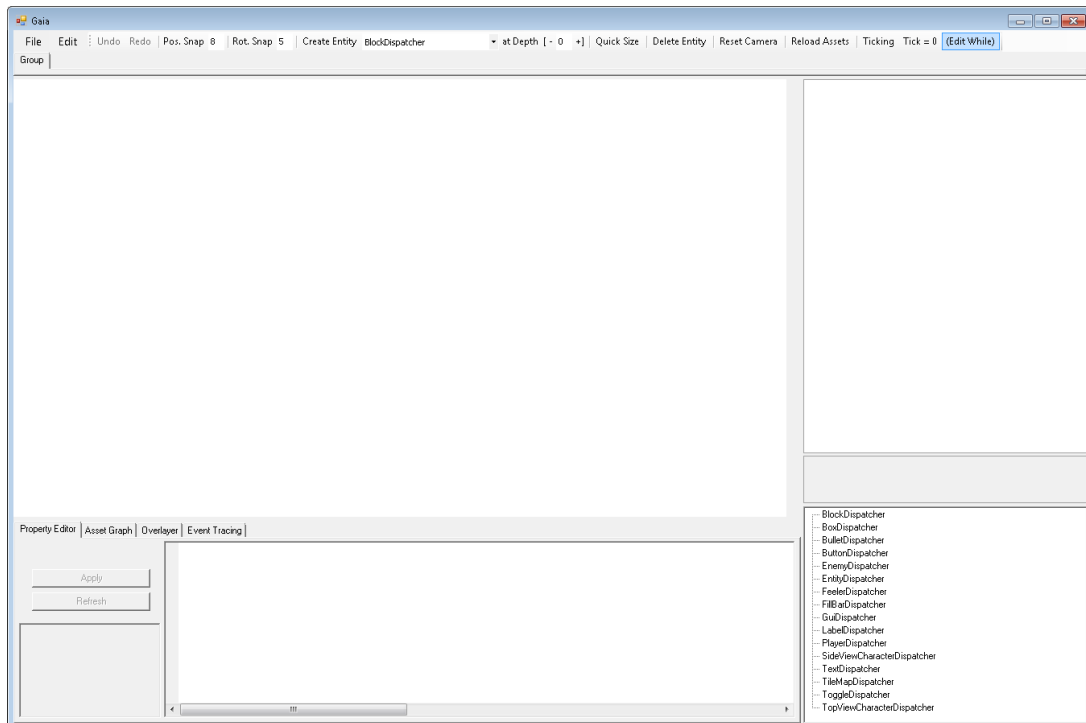 Gaia
File Edit Undo Redo Pos. Snap 8 Rot. Snap 5 Create Entity BlockDispatcher at Depth [ - 0 +] Quick Size Delete Entity Reset Camera Reload Assets Ticking Tick = 0 (Edit While)
Group
Property Editor Asset Graph Overlayer Event Tracing
Apply
Refresh
BlockDispatcher
BoxDispatcher
BulletDispatcher
ButtonDispatcher
EnemyDispatcher
EntityDispatcher
FeelerDispatcher
FillBarDispatcher
GuiDispatcher
LabelDispatcher
PlayerDispatcher
SideViewCharacterDispatcher
TextDispatcher
TileMapDispatcher
ToggleDispatcher
TopViewCharacterDispatcher